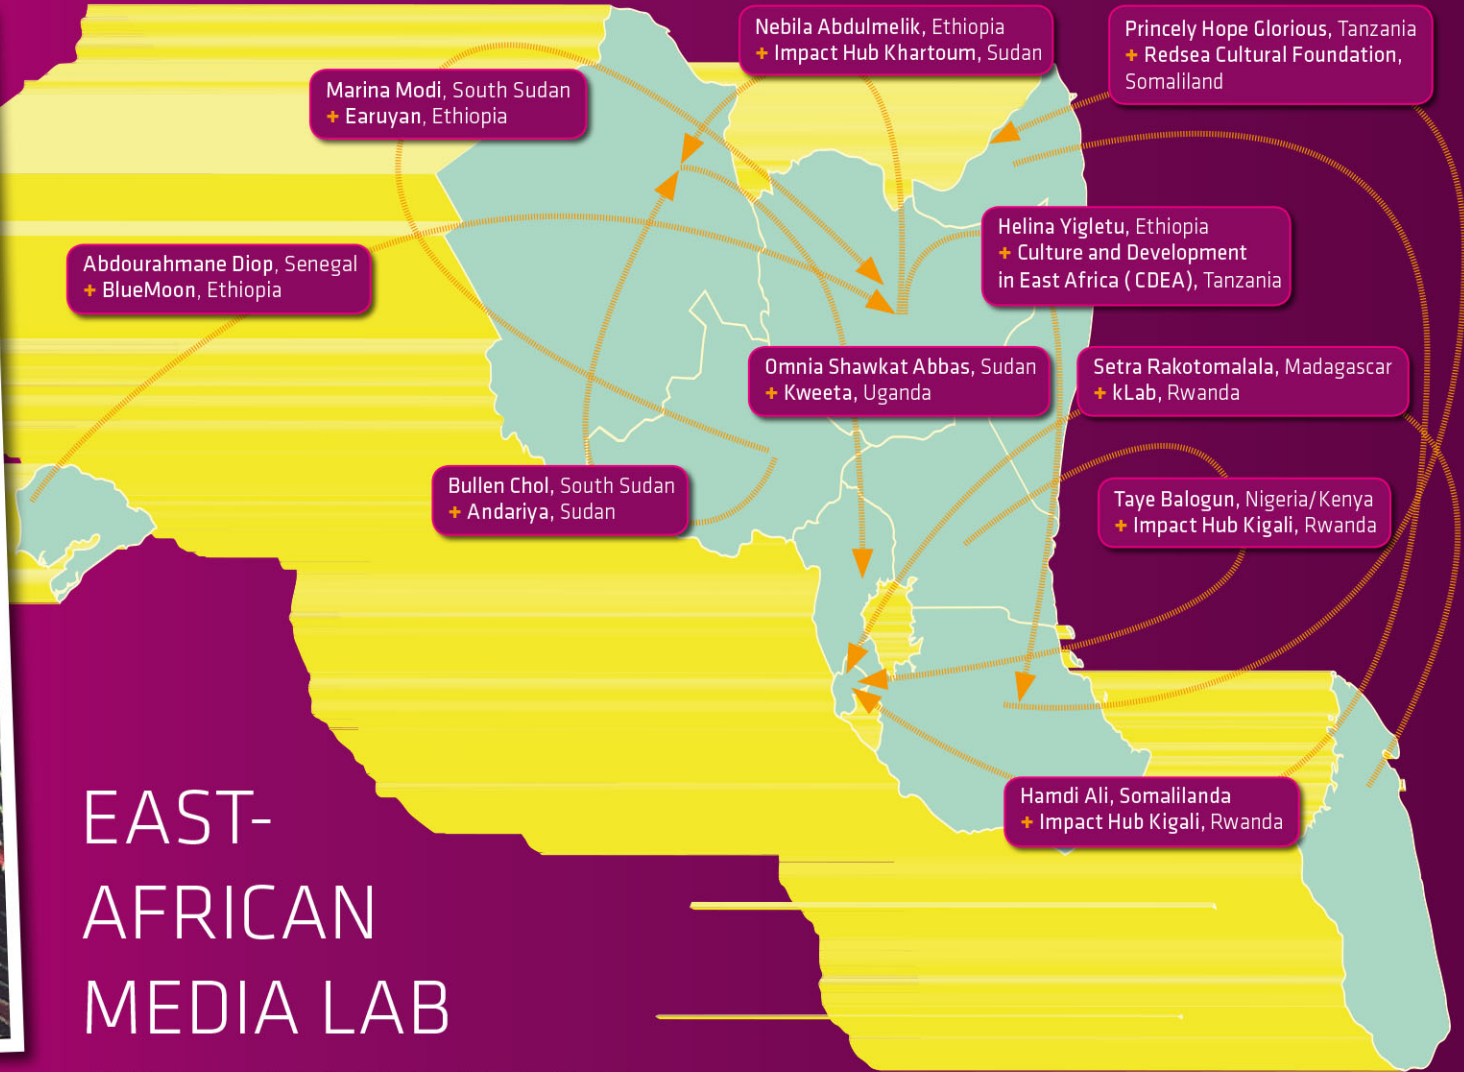 Nebila Abdulmelik, Ethiopia
+ Impact Hub Khartoum, Sudan
Princely Hope Glorious, Tanzania
+ Redsea Cultural Foundation,
Somaliland
Marina Modi, South Sudan
+ Earuyan, Ethiopia
Helina Yigletu, Ethiopia
+ Culture and Development
in East Africa (CDEA), Tanzania
Abdourahmane Diop, Senegal
+ BlueMoon, Ethiopia
Omnia Shawkat Abbas, Sudan
+ Kweeta, Uganda
Setra Rakotomalala, Madagascar
+ kLab, Rwanda
Bullen Chol, South Sudan
+ Andariya, Sudan
Taye Balogun, Nigeria/Kenya
+ Impact Hub Kigali, Rwanda
Hamdi Ali, Somalilanda
+ Impact Hub Kigali, Rwanda
EAST-
AFRICAN
MEDIA LAB